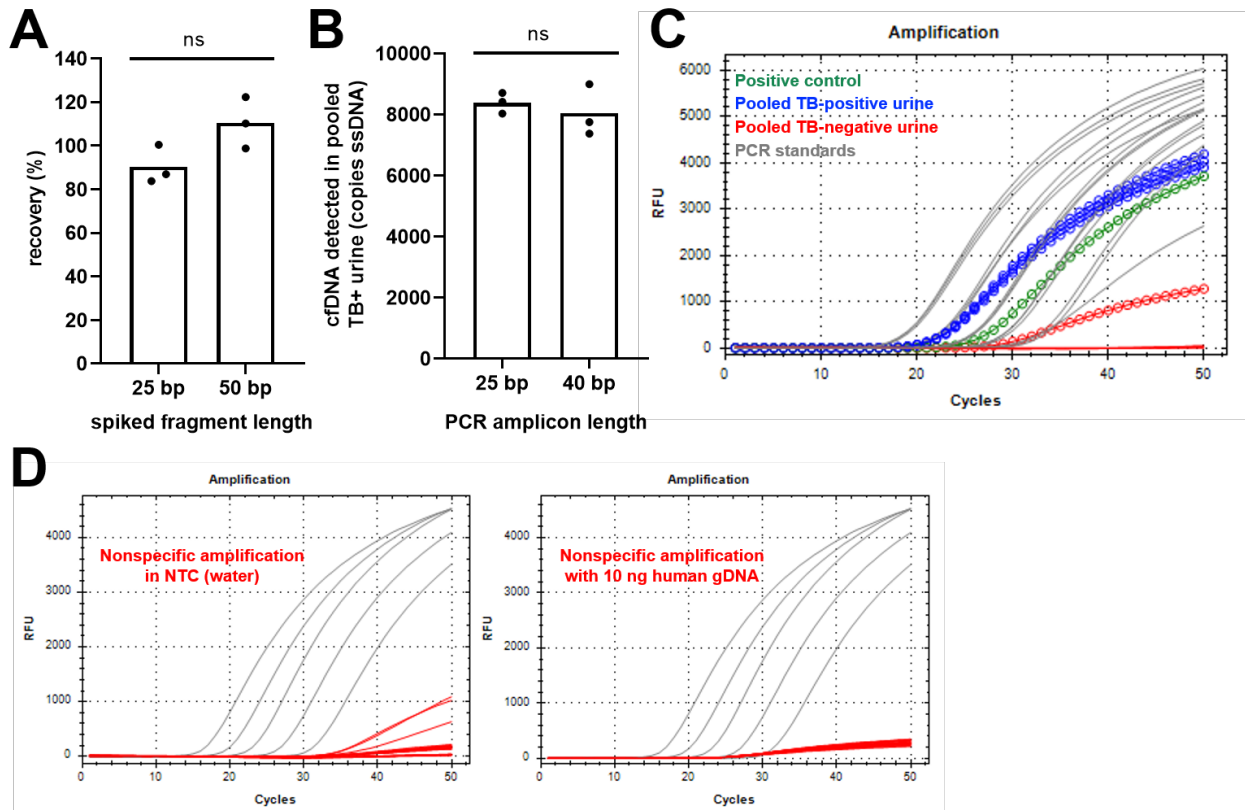 A
ns
140
120
100
80
60
40
20
0
recovery (%)
25 bp
50 bp
spiked fragment length
B
ns
10000
8000
6000
4000
2000
0
cfDNA detected in pooled
TB+ urine (copies ssDNA)
25 bp
40 bp
PCR amplicon length
C
Amplification
Positive control
Pooled TB-positive urine
Pooled TB-negative urine
PCR standards
6000
5000
4000
3000
2000
1000
0
RFU
0
10
20
30
40
50
Cycles
D
Amplification
Nonspecific amplification
in NTC (water)
4000
3000
2000
1000
0
RFU
0
10
20
30
40
50
Cycles
Amplification
Nonspecific amplification
with 10 ng human gDNA
4000
3000
2000
1000
0
RFU
0
10
20
30
40
50
Cycles